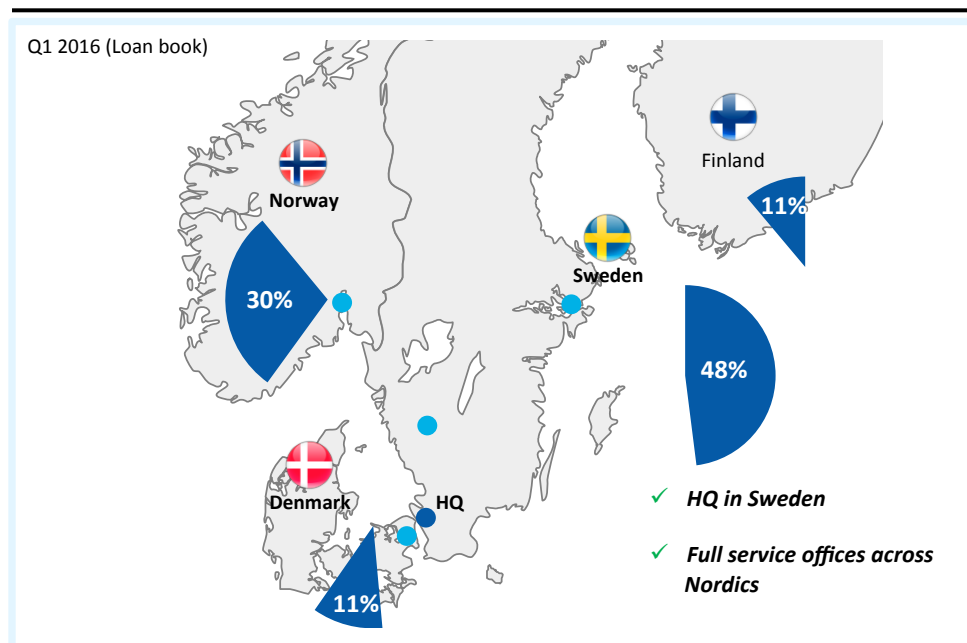 Q1 2016 (Loan book)
Finland
Norway
11%
Sweden
30%
48%
Denmark
HQ
✓ HQ in Sweden
✓ Full service offices across
Nordics
11%